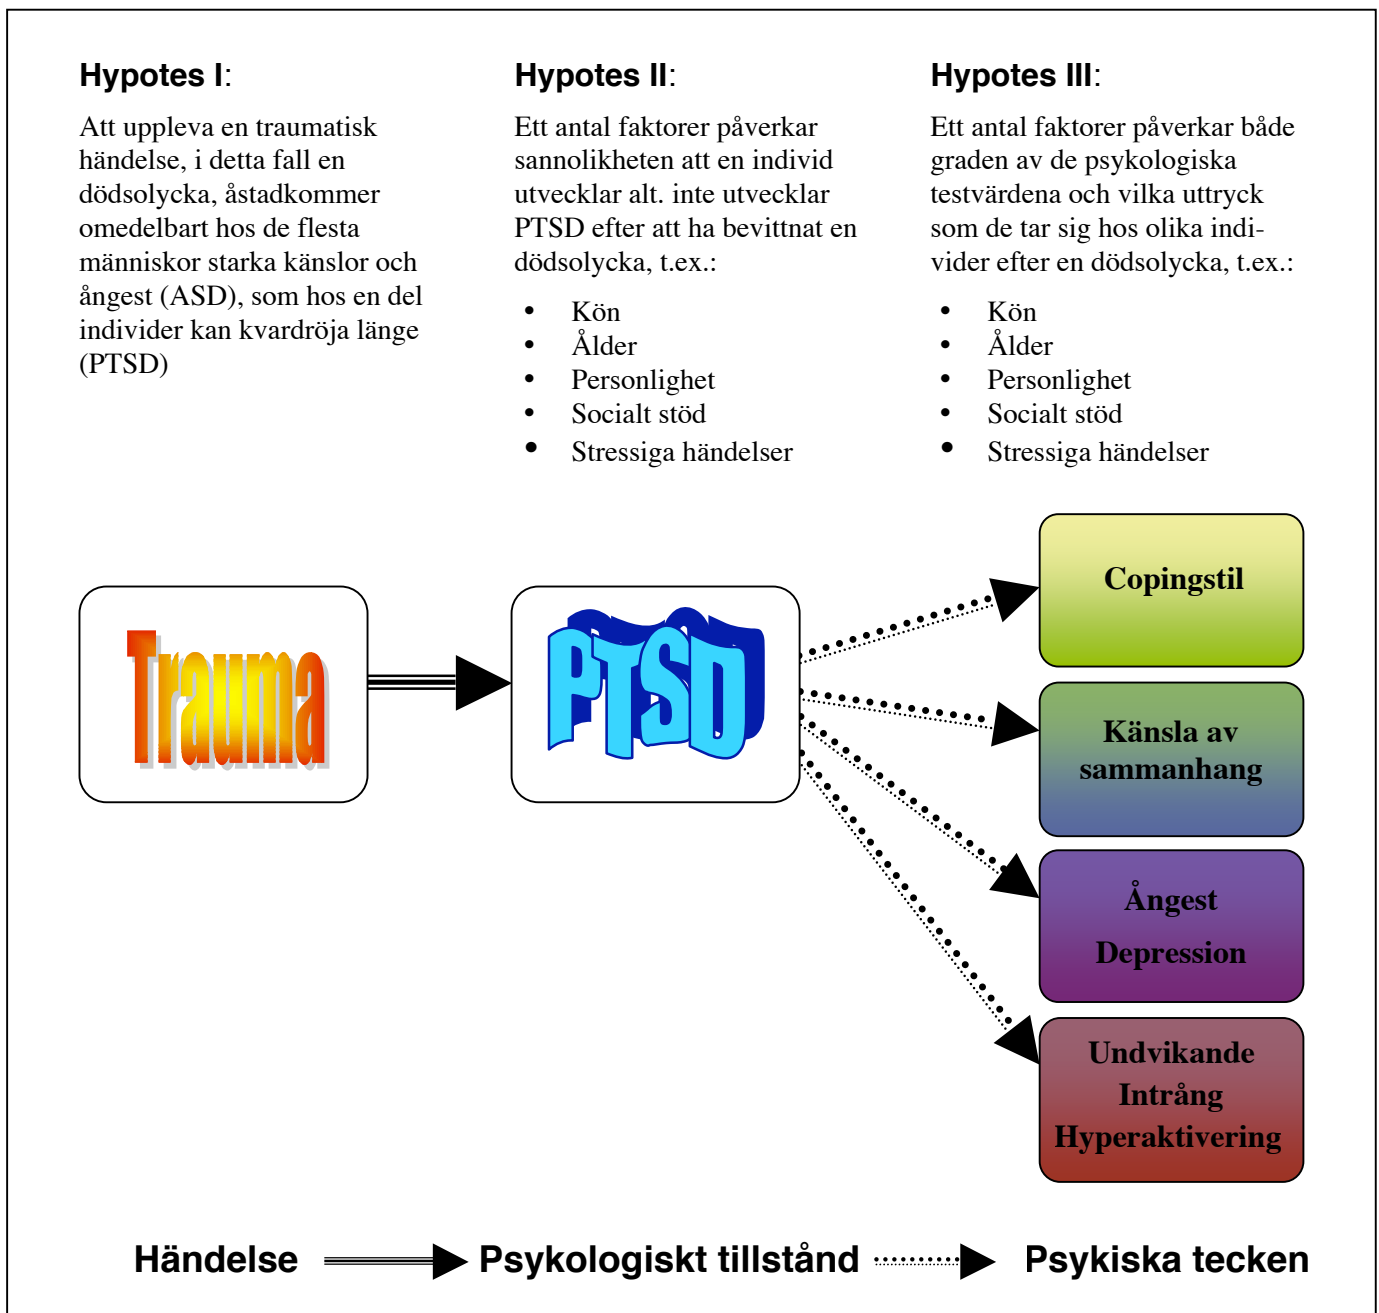 Hypotes I:
Att uppleva en traumatisk
händelse, i detta fall en
dödsolycka, åstadkommer
omedelbart hos de flesta
människor starka känslor och
ångest (ASD), som hos en del
individer kan kvardröja länge
(PTSD)
Hypotes II:
Ett antal faktorer påverkar
sannolikheten att en individ
utvecklar alt. inte utvecklar
PTSD efter att ha bevittnat en
dödsolycka, t.ex.:
• Kön
• Ålder
• Personlighet
• Socialt stöd
• Stressiga händelser
Hypotes III:
Ett antal faktorer påverkar både
graden av de psykologiska
testvärdena och vilka uttryck
som de tar sig hos olika indi-
vider efter en dödsolycka, t.ex.:
• Kön
• Ålder
• Personlighet
• Socialt stöd
• Stressiga händelser
Trauma
PTSD
Copingstil
Känsla av
sammanhang
Ångest
Depression
Undvikande
Intrång
Hyperaktivering
Händelse
Psykologiskt tillstånd
Psykiska tecken